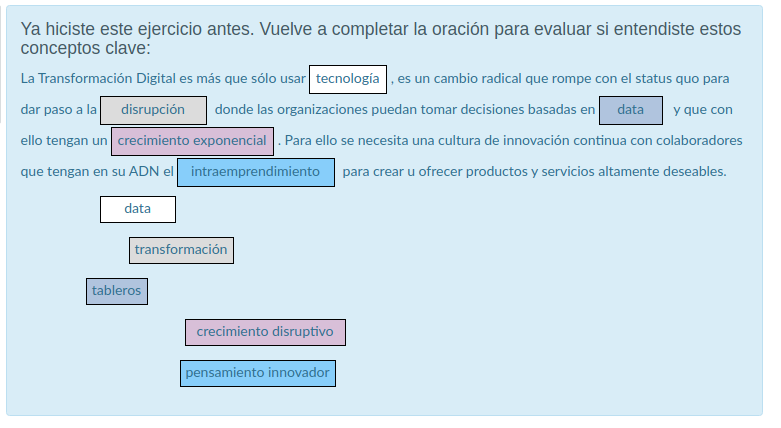 Ya hiciste este ejercicio antes. Vuelve a completar la oración para evaluar si entendiste estos
conceptos clave:
La Transformación Digital es más que sólo usar tecnología , es un cambio radical que rompe con el status quo para
dar paso a la disrupción donde las organizaciones puedan tomar decisiones basadas en data y que con
ello tengan un crecimiento exponencial . Para ello se necesita una cultura de innovación continua con colaboradores
que tengan en su ADN el intraemprendimiento para crear u ofrecer productos y servicios altamente deseables.
data
transformación
tableros
crecimiento disruptivo
pensamiento innovador